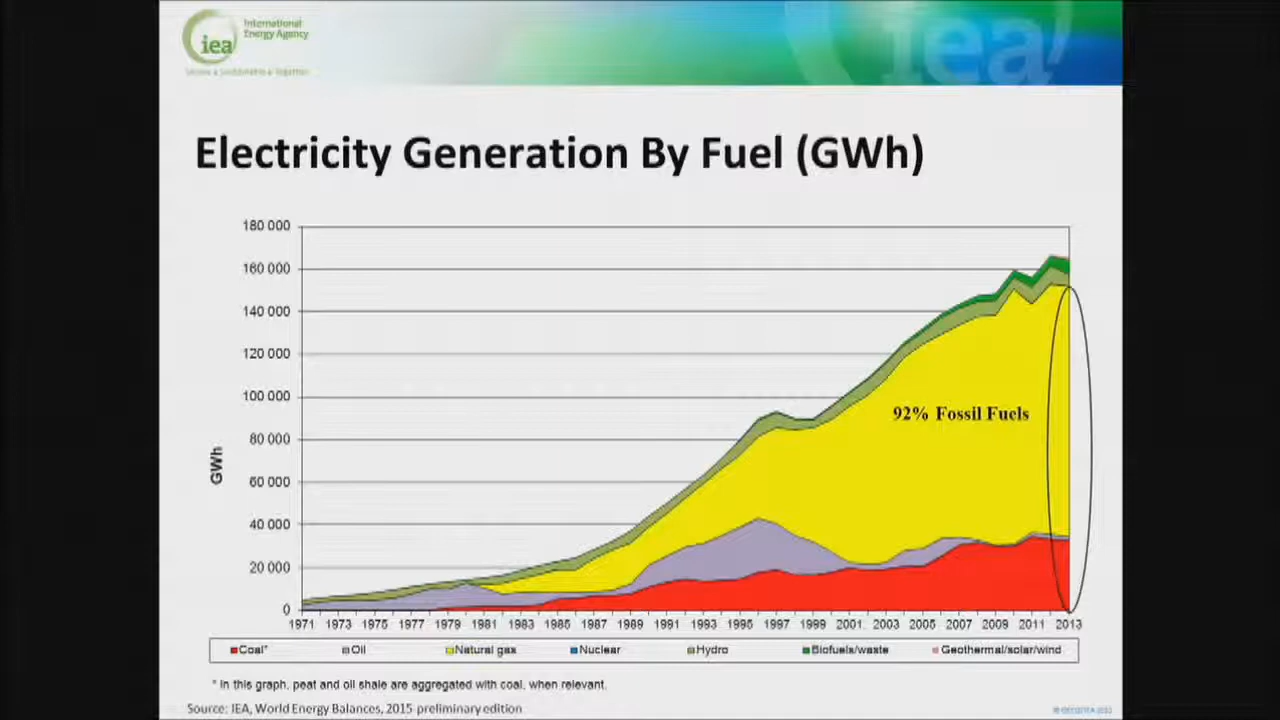 International
Energy Agency
iea
Secure • Sustainable • Together
iea
Electricity Generation By Fuel (GWh)
180 000
160 000
140 000
120 000
100 000
80 000
60 000
40 000
20 000
0
GWh
92% Fossil Fuels
1971 1973 1975 1977 1979 1981 1983 1985 1987 1989 1991 1993 1995 1997 1999 2001 2003 2005 2007 2009 2011 2013
Coal* Oil Natural gas Nuclear Hydro Biofuels/waste Geothermal/solar/wind
* In this graph, peat and oil shale are aggregated with coal, when relevant.
Source: IEA, World Energy Balances, 2015 preliminary edition